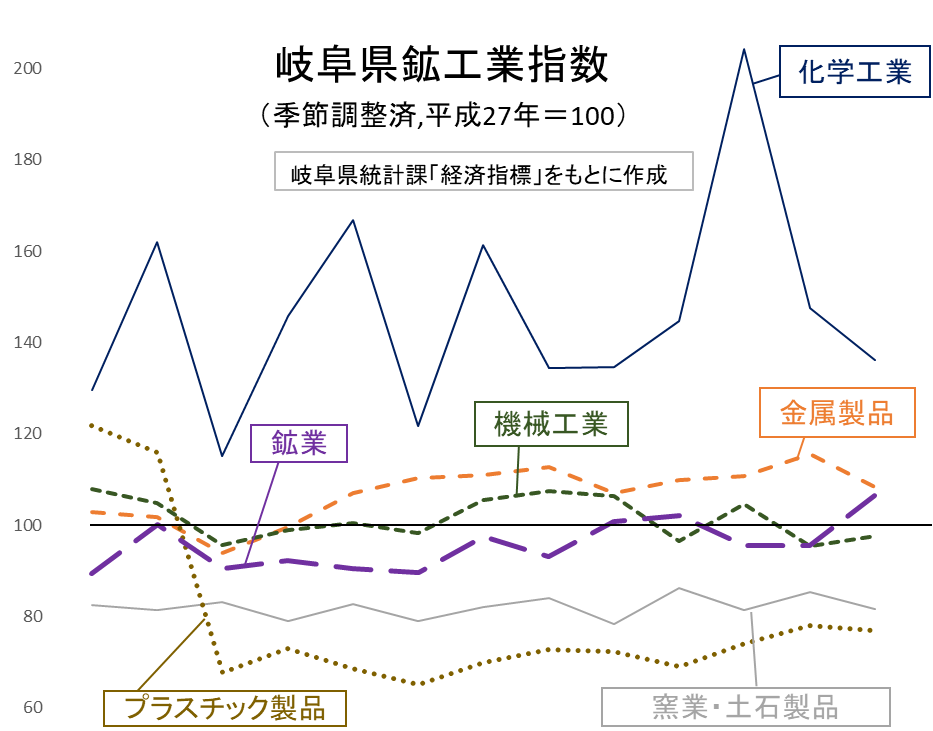 岐阜県鉱工業指数
（季節調整済,平成27年＝100）
岐阜県統計課「経済指標」をもとに作成
200
180
160
140
120
100
80
60
化学工業
金属製品
機械工業
鉱業
プラスチック製品
窯業・土石製品